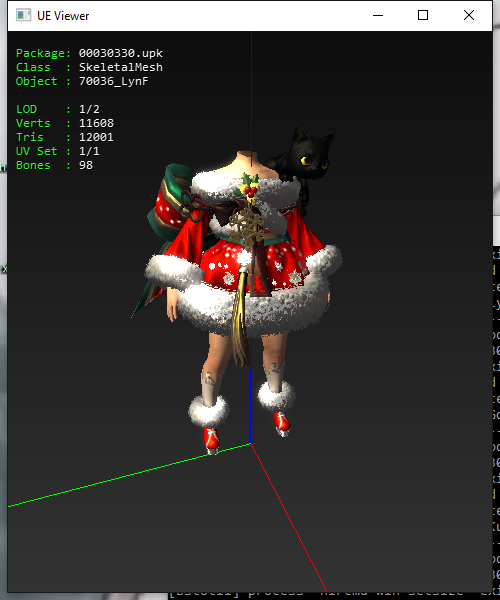 UE Viewer
Package: 00030330.upk
Class : SkeletalMesh
Object : 70036_LynF
LOD : 1/2
Verts : 11608
Tris : 12001
UV Set : 1/1
Bones : 98